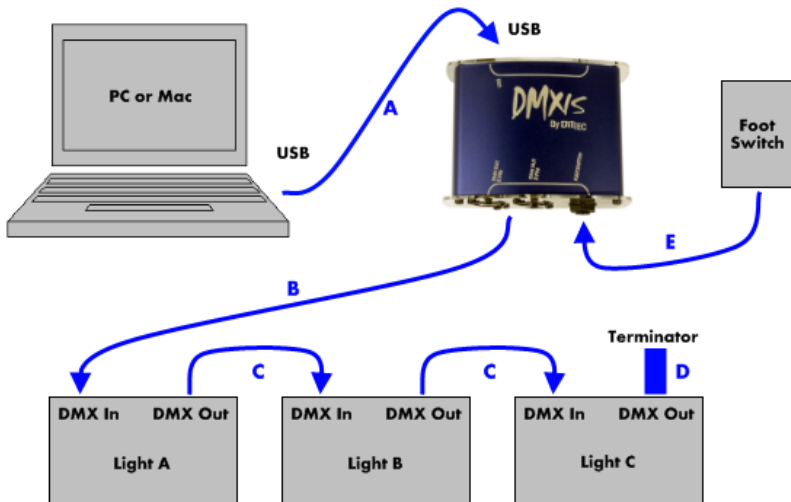 USB
PC or Mac
A
DMXIS
By ENTTEC
Foot
Switch
USB
E
B
Terminator
C
C
D
DMX In
DMX Out
DMX In
DMX Out
DMX In
DMX Out
Light A
Light B
Light C